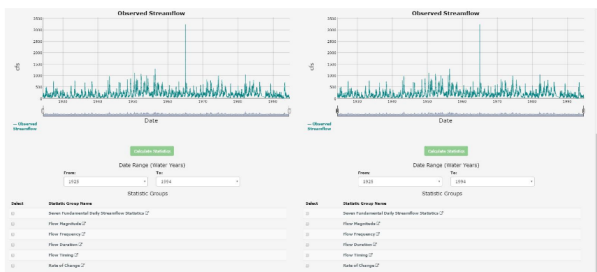 Observed Streamflow
3500
3000
2500
2000
1500
1000
500
0
cfs
1930
1940
1950
1960
1970
1980
1990
Date
— Observed
Streamflow
Calculate Statistics
Date Range (Water Years)
From: To:
1925 1994
Statistic Groups
Select Statistic Group Name
Seven Fundamental Daily Streamflow Statistics
Flow Magnitude
Flow Frequency
Flow Duration
Flow Timing
Rate of Change
Observed Streamflow
3500
3000
2500
2000
1500
1000
500
0
cfs
1930
1940
1950
1960
1970
1980
1990
Date
— Observed
Streamflow
Calculate Statistics
Date Range (Water Years)
From: To:
1994
Statistic Groups
Select Statistic Group Name
Seven Fundamental Daily Streamflow Statistics
Flow Magnitude
Flow Frequency
Flow Duration
Flow Timing
Rate of Change